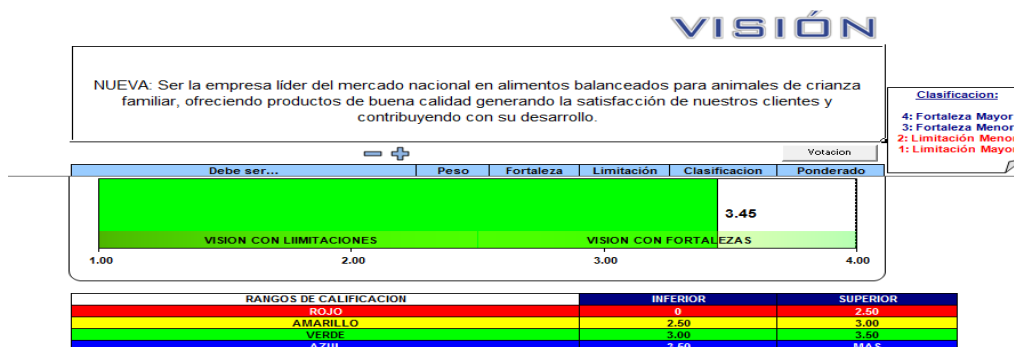 VISIÓN
NUEVA: Ser la empresa líder del mercado nacional en alimentos balanceados para animales de crianza
familiar, ofreciendo productos de buena calidad generando la satisfacción de nuestros clientes y
contribuyendo con su desarrollo.
Clasificacion:
4: Fortaleza Mayor
3: Fortaleza Menor
2: Limitación Menor
1: Limitación Mayor
Votacion
Debe ser... Peso Fortaleza Limitación Clasificacion Ponderado
3.45
VISION CON LIIMITACIONES VISION CON FORTALEZAS
1.00 2.00 3.00 4.00
RANGOS DE CALIFICACION INFERIOR SUPERIOR
ROJO 0 2.50
AMARILLO 2.50 3.00
VERDE 3.00 3.50
AZUL 3.50 MAS